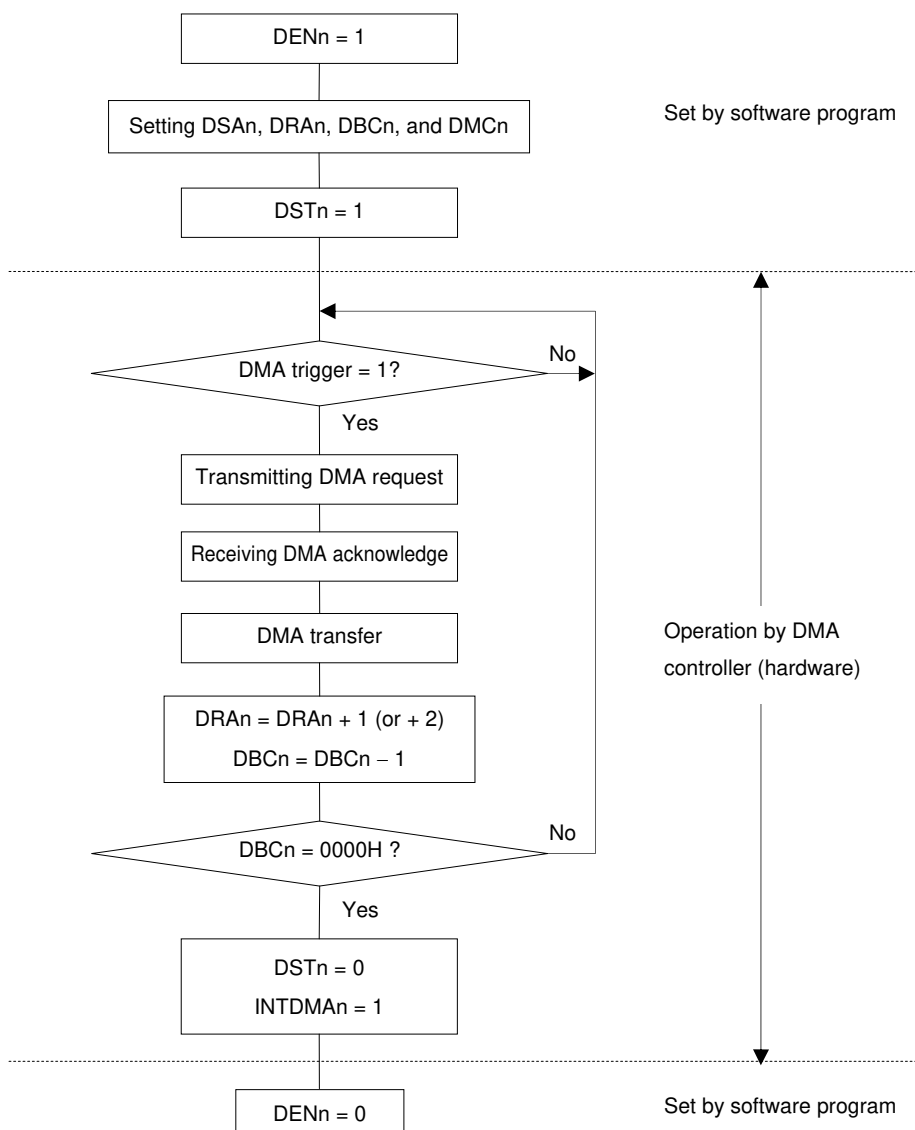 DENn = 1
Setting DSAn, DRAn, DBCn, and DMCn
Set by software program
DSTn = 1
DMA trigger = 1?
No
Yes
Transmitting DMA request
Receiving DMA acknowledge
DMA transfer
Operation by DMA
controller (hardware)
DRAn = DRAn + 1 (or + 2)
DBCn = DBCn − 1
DBCn = 0000H ?
No
Yes
DSTn = 0
INTDMAn = 1
DENn = 0
Set by software program